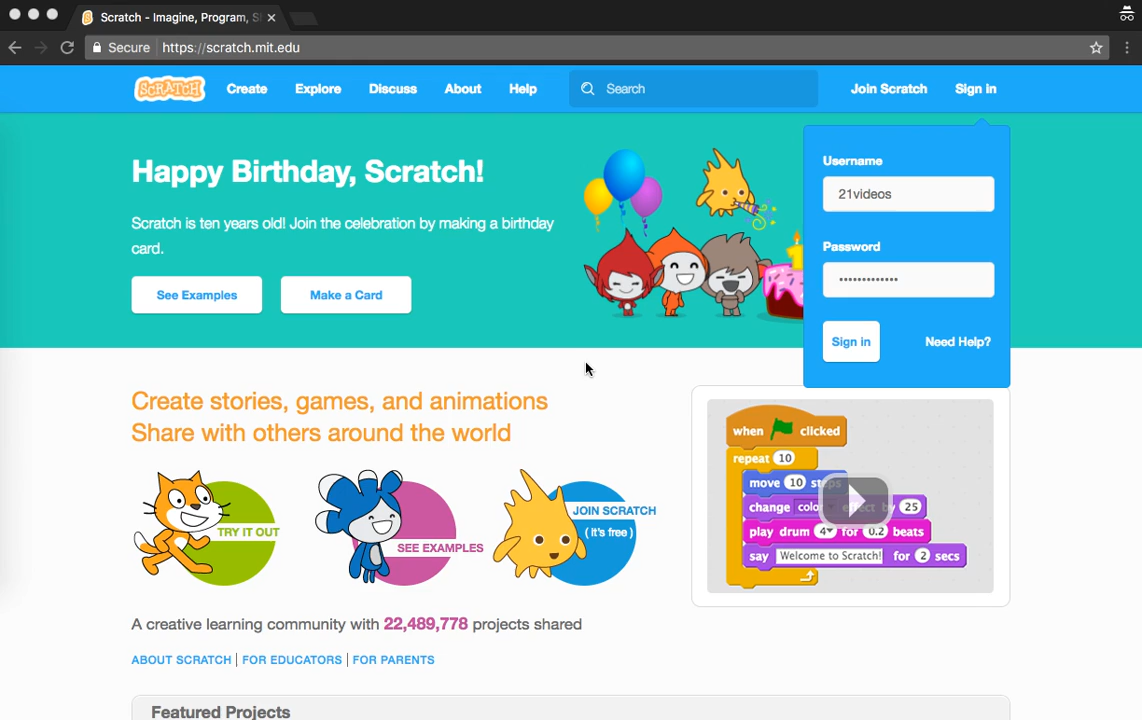 Scratch - Imagine, Program, S
Secure https://scratch.mit.edu
SCRATCH Create Explore Discuss About Help Search Join Scratch Sign in
Username
21videos
Password
•••••••••••••
Sign in Need Help?
Happy Birthday, Scratch!
Scratch is ten years old! Join the celebration by making a birthday
card.
See Examples Make a Card
Create stories, games, and animations
Share with others around the world
TRY IT OUT
SEE EXAMPLES
JOIN SCRATCH
( it's free )
when clicked
repeat 10
move 10 steps
change color effect by 25
play drum 4 for 0.2 beats
say Welcome to Scratch! for 2 secs
A creative learning community with 22,489,778 projects shared
ABOUT SCRATCH | FOR EDUCATORS | FOR PARENTS
Featured Projects